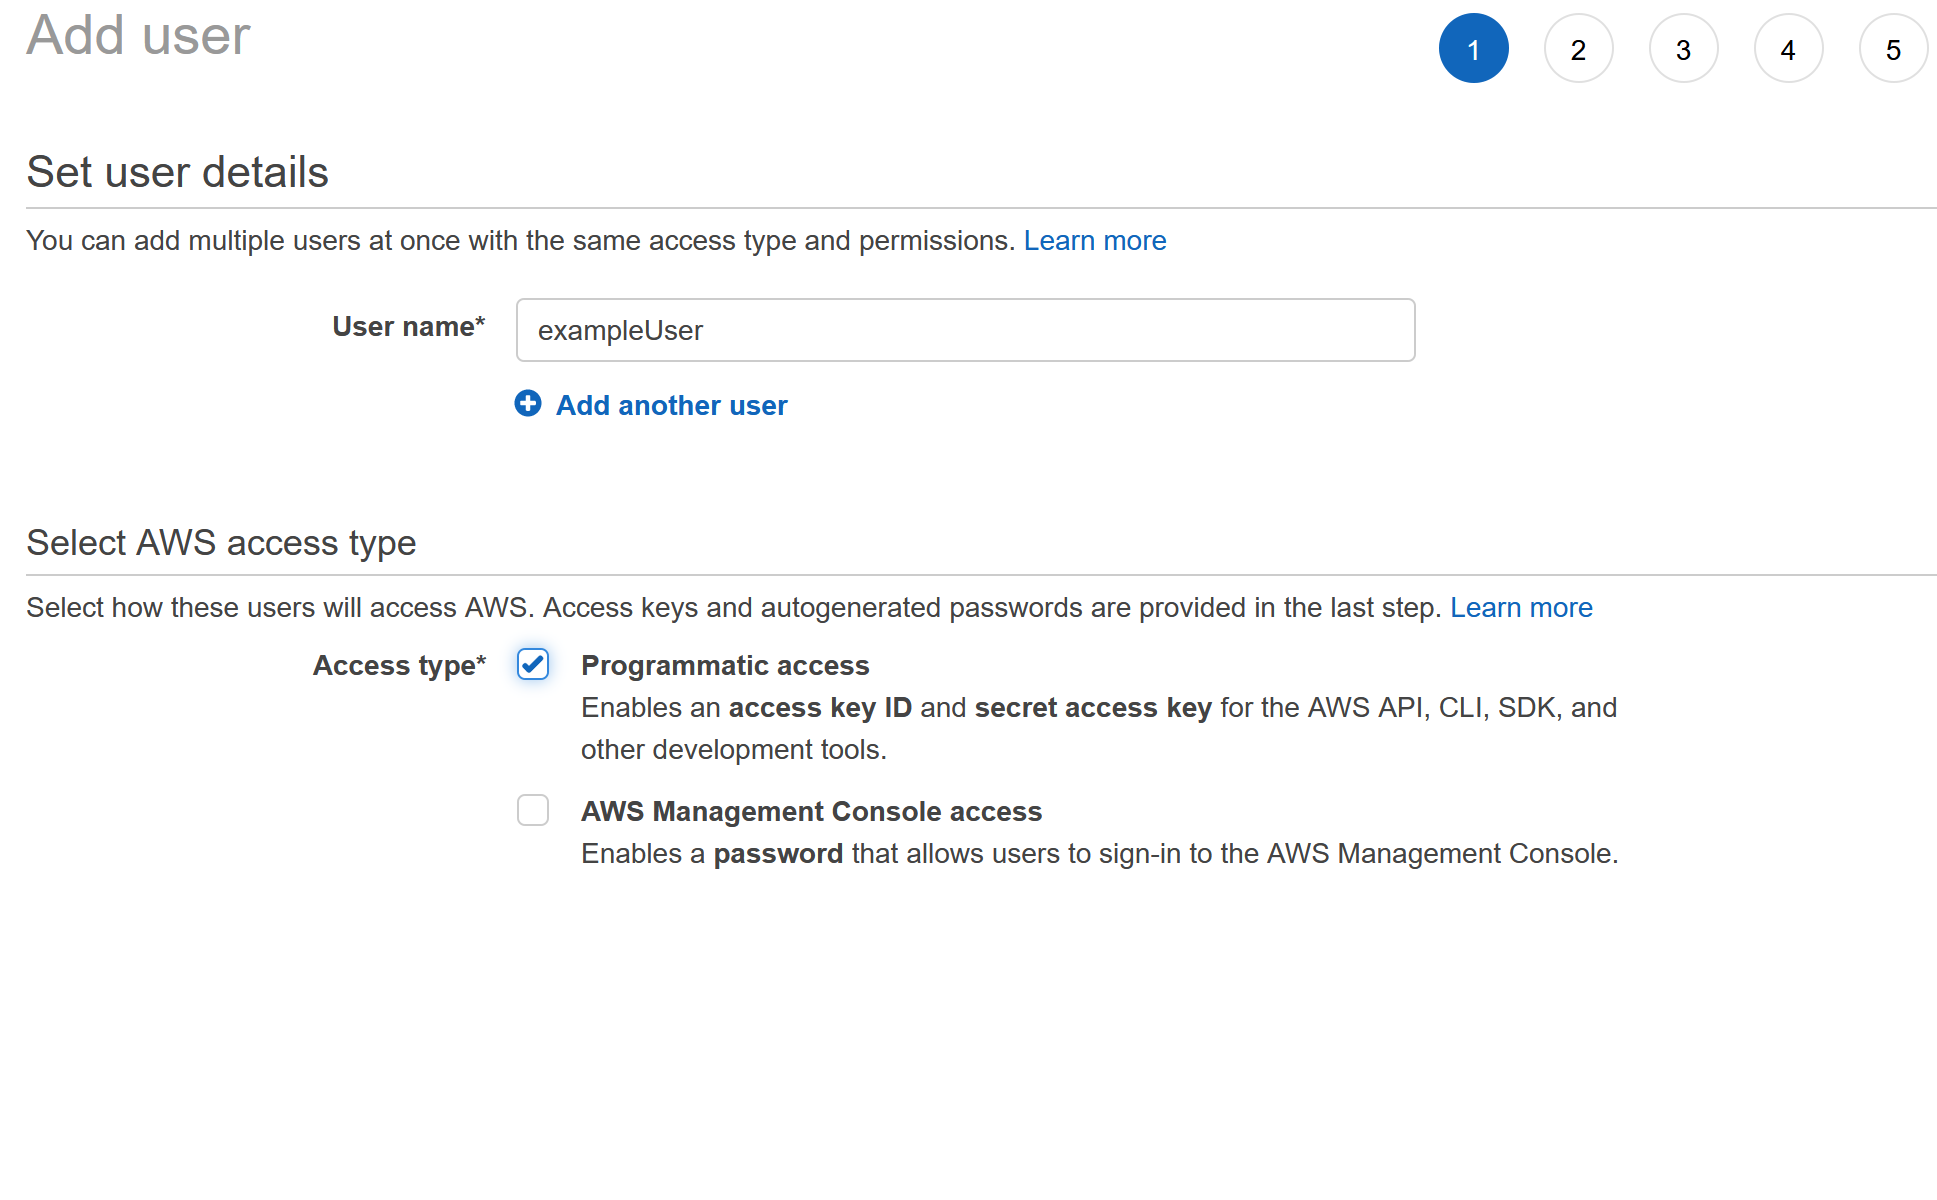 Add user
1 2 3 4 5
Set user details
You can add multiple users at once with the same access type and permissions. Learn more
User name* exampleUser
Add another user
Select AWS access type
Select how these users will access AWS. Access keys and autogenerated passwords are provided in the last step. Learn more
Access type* Programmatic access
Enables an access key ID and secret access key for the AWS API, CLI, SDK, and
other development tools.
AWS Management Console access
Enables a password that allows users to sign-in to the AWS Management Console.